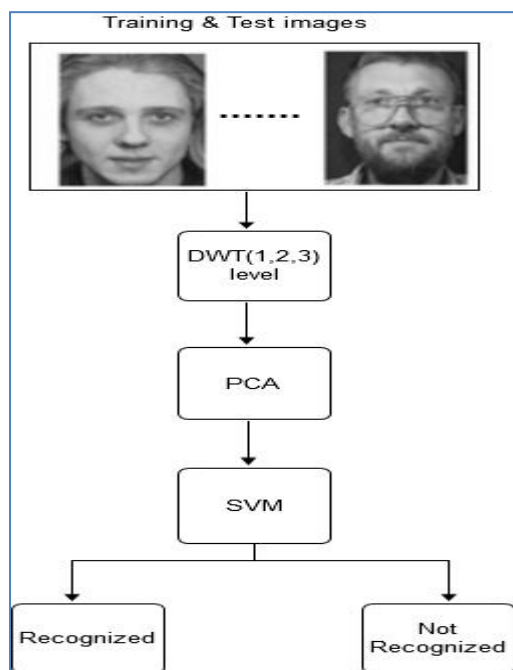 Training & Test images
DWT(1,2,3)
level
PCA
SVM
Recognized
Not
Recognized